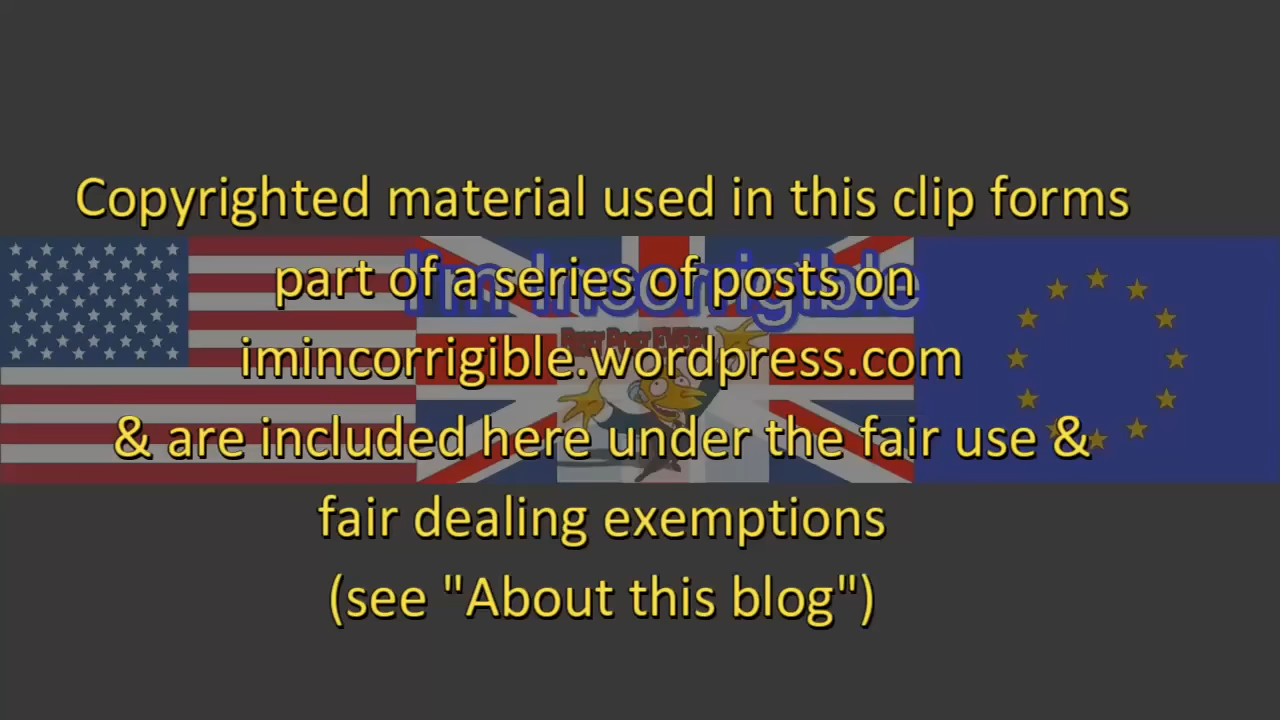 Copyrighted material used in this clip forms
part of a series of posts on
I'm Incorrigible
imincorrigible.wordpress.com
& are included here under the fair use &
fair dealing exemptions
(see "About this blog")